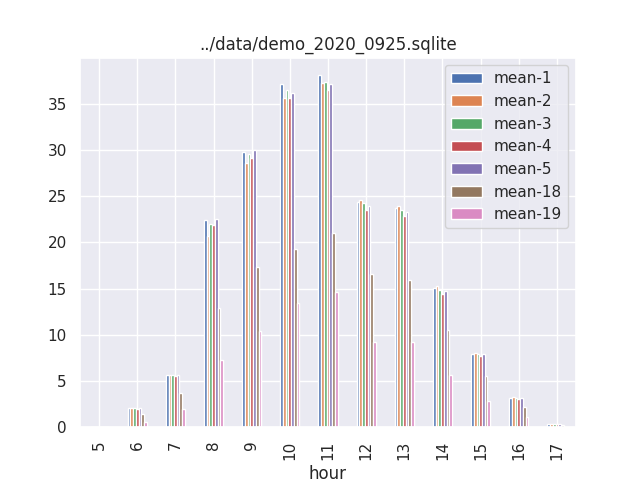 ../data/demo_2020_0925.sqlite
mean-1
mean-2
mean-3
mean-4
mean-5
mean-18
mean-19
35
30
25
20
15
10
5
0
5 6 7 8 9 10 11 12 13 14 15 16 17
hour